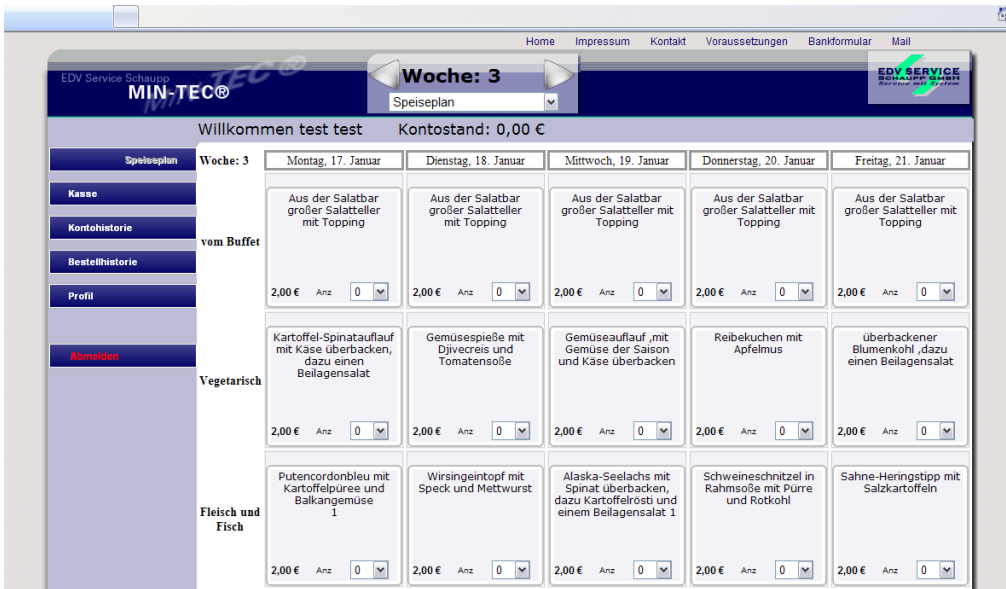 Home Impressum Kontakt Voraussetzungen Bankformular Mail
EDV Service Schaupp
MIN-TEC®
MIN-TEC®
Woche: 3
Speiseplan
EDV SERVICE
SCHAUPP GMBH
Service mit System
Willkommen test test Kontostand: 0,00 €
Speiseplan
Kasse
Kontohistorie
Bestellhistorie
Profil
Abmelden
Woche: 3 Montag, 17. Januar Dienstag, 18. Januar Mittwoch, 19. Januar Donnerstag, 20. Januar Freitag, 21. Januar
vom Buffet
Aus der Salatbar
großer Salatteller
mit Topping
2,00 € Anz 0
Aus der Salatbar
großer Salatteller
mit Topping
2,00 € Anz 0
Aus der Salatbar
großer Salatteller mit
Topping
2,00 € Anz 0
Aus der Salatbar
großer Salatteller mit
Topping
2,00 € Anz 0
Aus der Salatbar
großer Salatteller mit
Topping
2,00 € Anz 0
Vegetarisch
Kartoffel-Spinatauflauf
mit Käse überbacken,
dazu einen
Beilagensalat
2,00 € Anz 0
Gemüsespieße mit
Djivecreis und
Tomatensoße
2,00 € Anz 0
Gemüseauflauf ,mit
Gemüse der Saison
und Käse überbacken
2,00 € Anz 0
Reibekuchen mit
Apfelmus
2,00 € Anz 0
überbackener
Blumenkohl ,dazu
einen Beilagensalat
2,00 € Anz 0
Fleisch und
Fisch
Putencordonbleu mit
Kartoffelpüree und
Balkangemüse
1
2,00 € Anz 0
Wirsingeintopf mit
Speck und Mettwurst
2,00 € Anz 0
Alaska-Seelachs mit
Spinat überbacken,
dazu Kartoffelrösti und
einem Beilagensalat 1
2,00 € Anz 0
Schweineschnitzel in
Rahmsoße mit Pürre
und Rotkohl
2,00 € Anz 0
Sahne-Heringstipp mit
Salzkartoffeln
2,00 € Anz 0